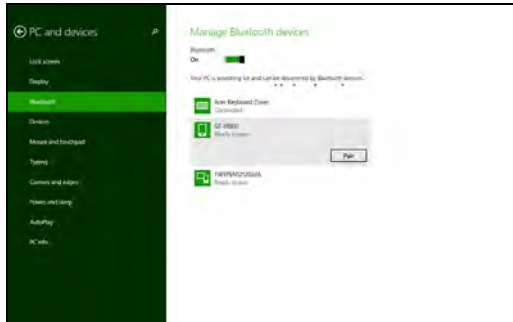 PC and devices
Lock screen
Display
Bluetooth
Devices
Mouse and touchpad
Typing
Corners and edges
Power and sleep
AutoPlay
PC info
Manage Bluetooth devices
Bluetooth
On
Your PC is searching for and can be discovered by Bluetooth devices.
Acer Keyboard Cover
Connected
Ready to pair
Pair
Ready to pair